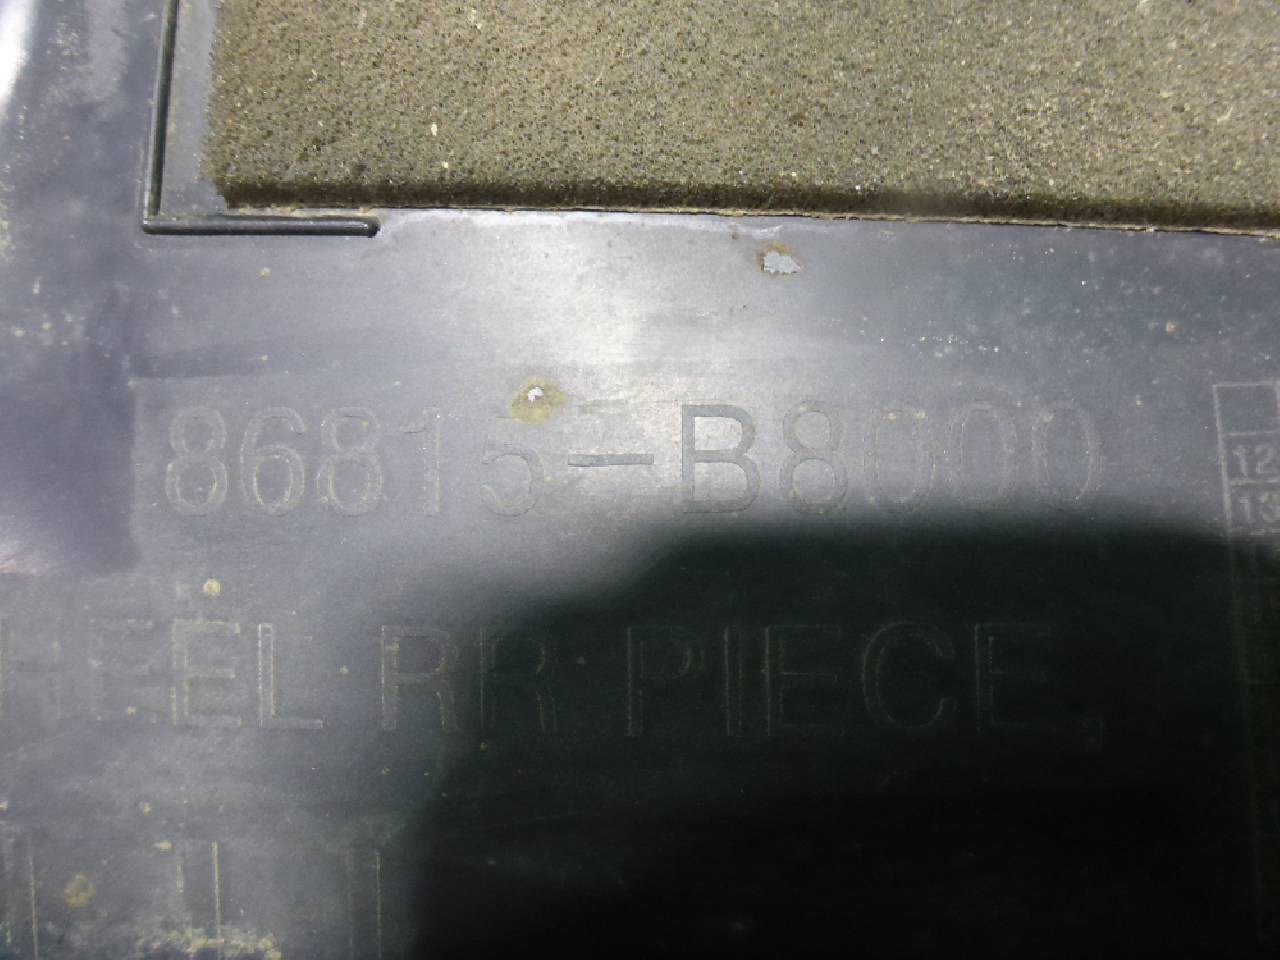 86815-B8000
12
13
HEEL RR PIECE,